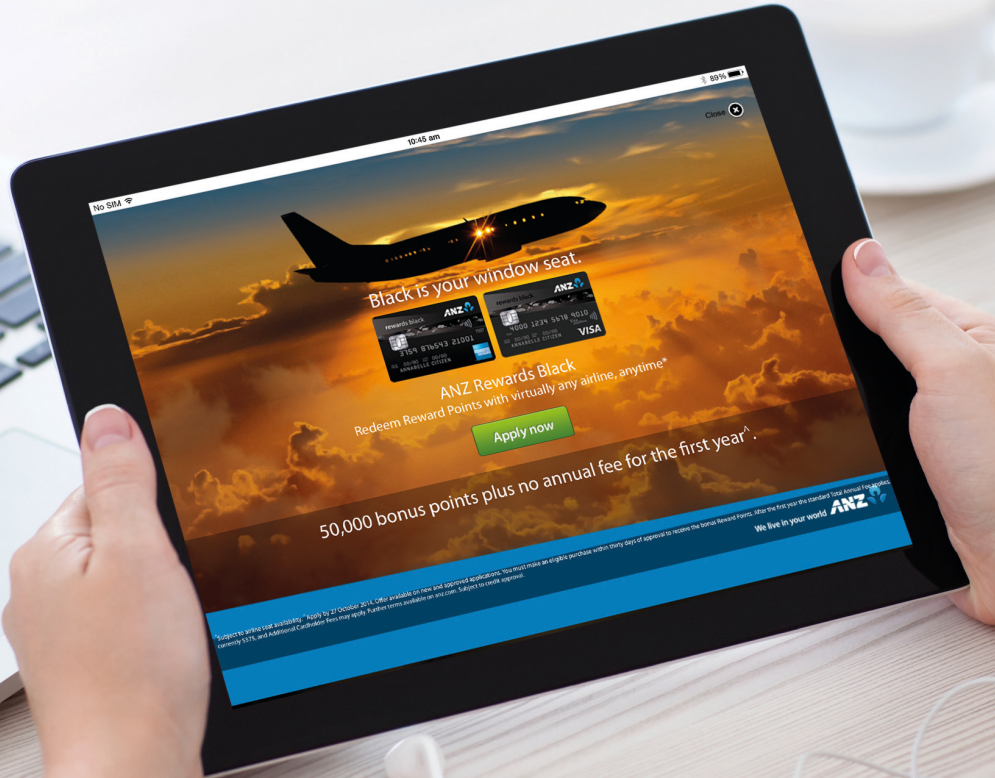 No SIM
10:45 am
89%
Close
Black is your window seat.
rewards black
ANZ
3759 876543 21001
ANNABELLE CITIZEN
rewards black
ANZ
4000 1234 5678 9010
ANNABELLE CITIZEN
VISA
ANZ Rewards Black
Redeem Reward Points with virtually any airline, anytime*
Apply now
50,000 bonus points plus no annual fee for the first year^.
*Subject to airline seat availability. ^Apply by 27 October 2014. Offer available on new and approved applications. You must make an eligible purchase within thirty days of approval to receive the bonus Reward Points. After the first year the standard Total Annual Fee applies,
currently $375, and Additional Cardholder Fees may apply. Further terms available on anz.com. Subject to credit approval.
We live in your world
ANZ